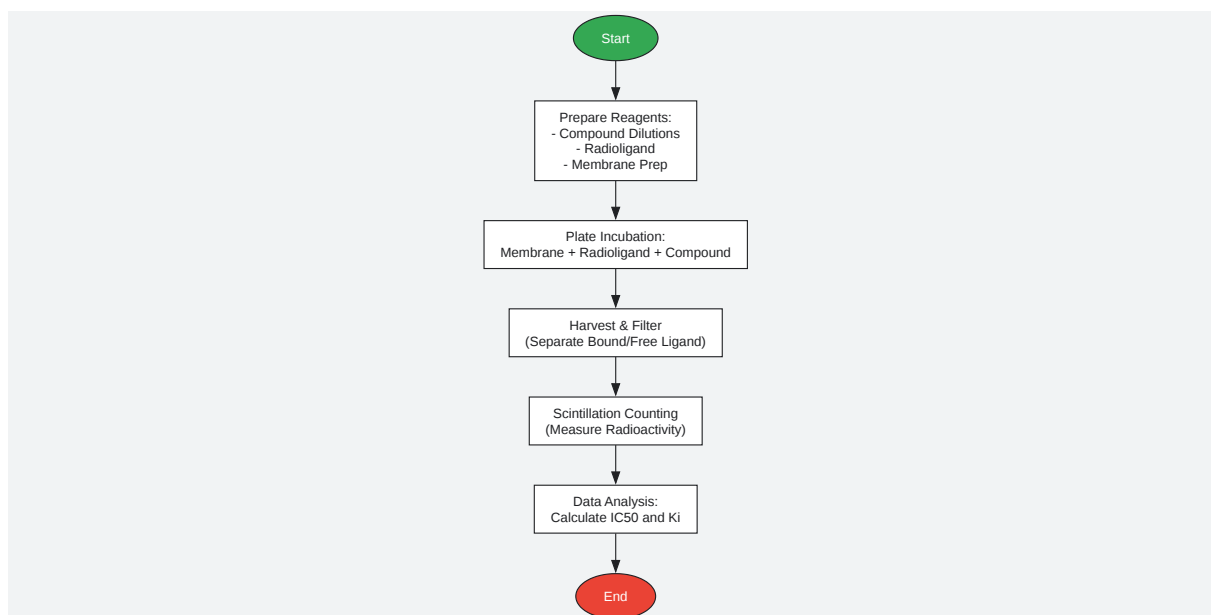 Start
Prepare Reagents:
- Compound Dilutions
- Radioligand
- Membrane Prep
Plate Incubation:
Membrane + Radioligand + Compound
Harvest & Filter
(Separate Bound/Free Ligand)
Scintillation Counting
(Measure Radioactivity)
Data Analysis:
Calculate IC50 and Ki
End